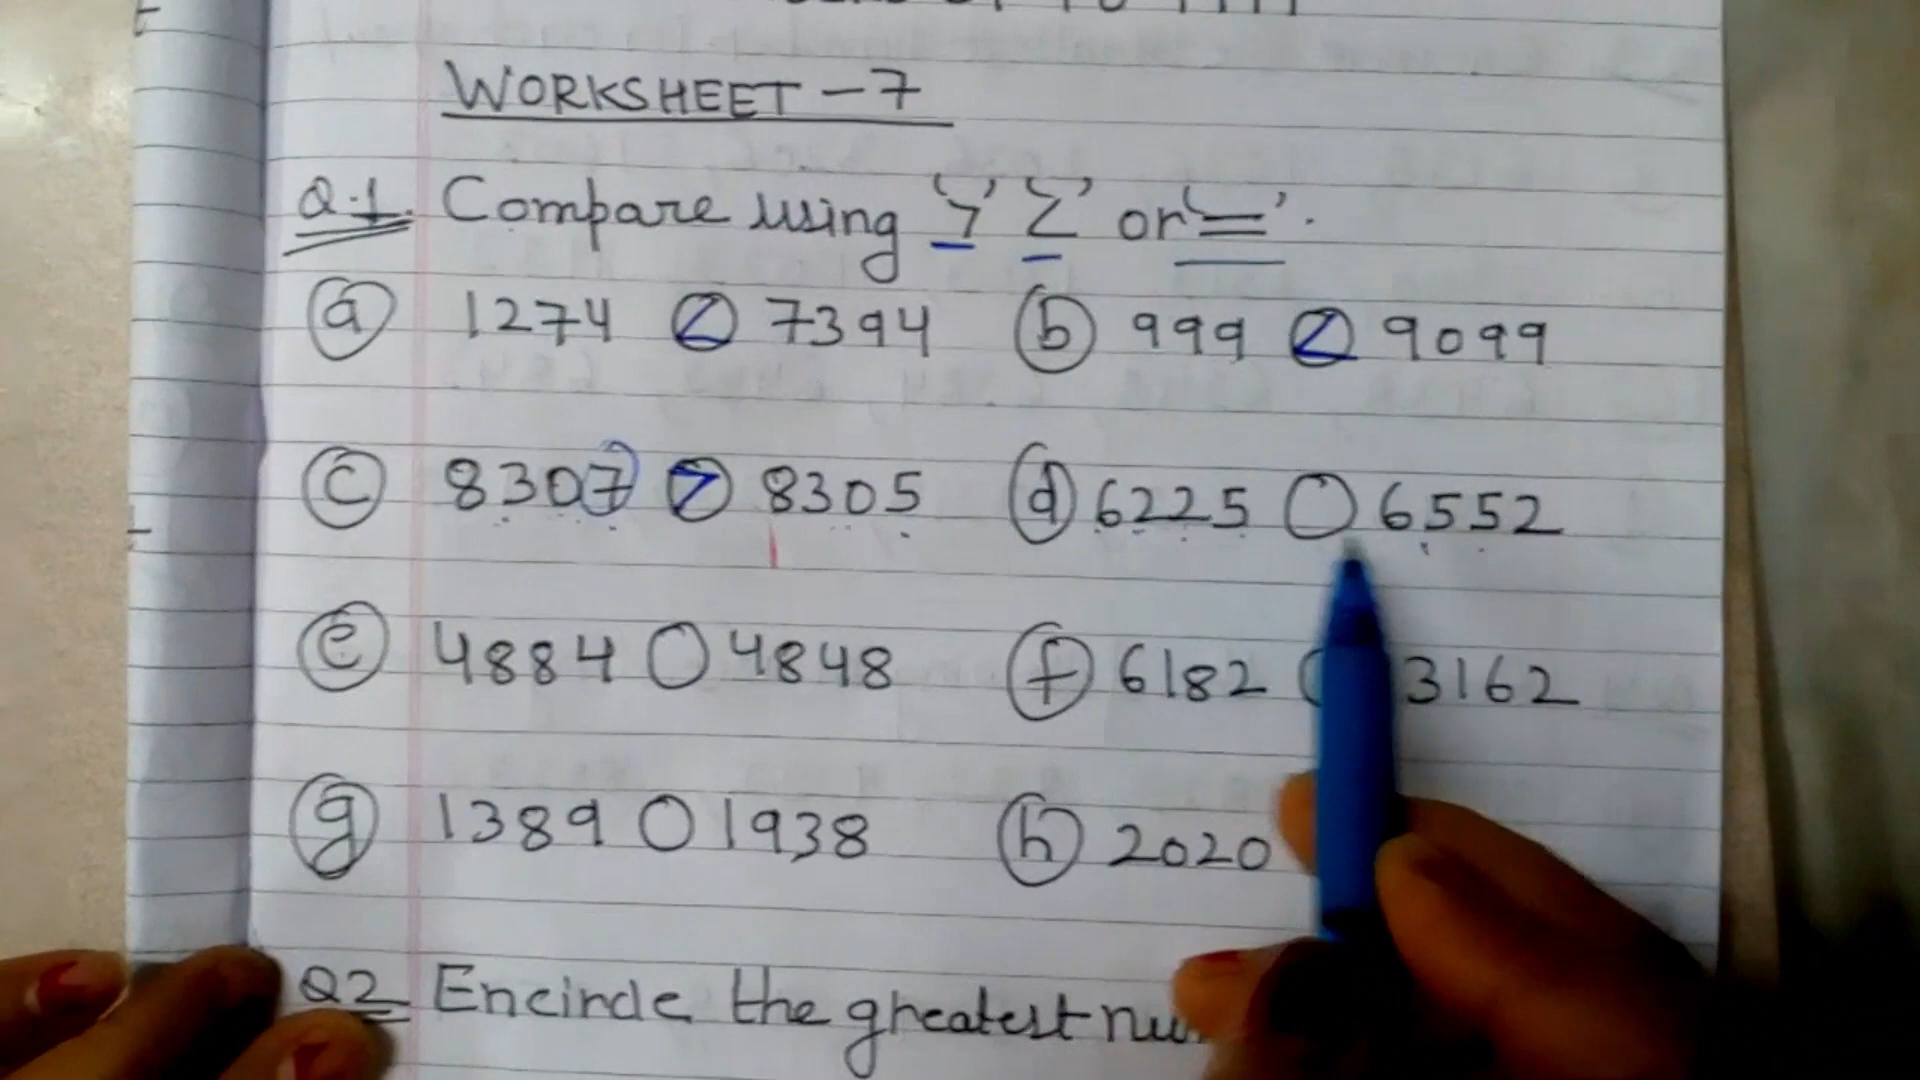 WORKSHEET - 7
Q.1. Compare using '>' '<' or '='.
(a) 1274 < 7394 (b) 999 < 9099
(c) 8307 > 8305 (d) 6225 ○ 6552
(e) 4884 ○ 4848 (f) 6182 ○ 3162
(g) 1389 ○ 1938 (h) 2020
Q2 Encircle the greatest nu